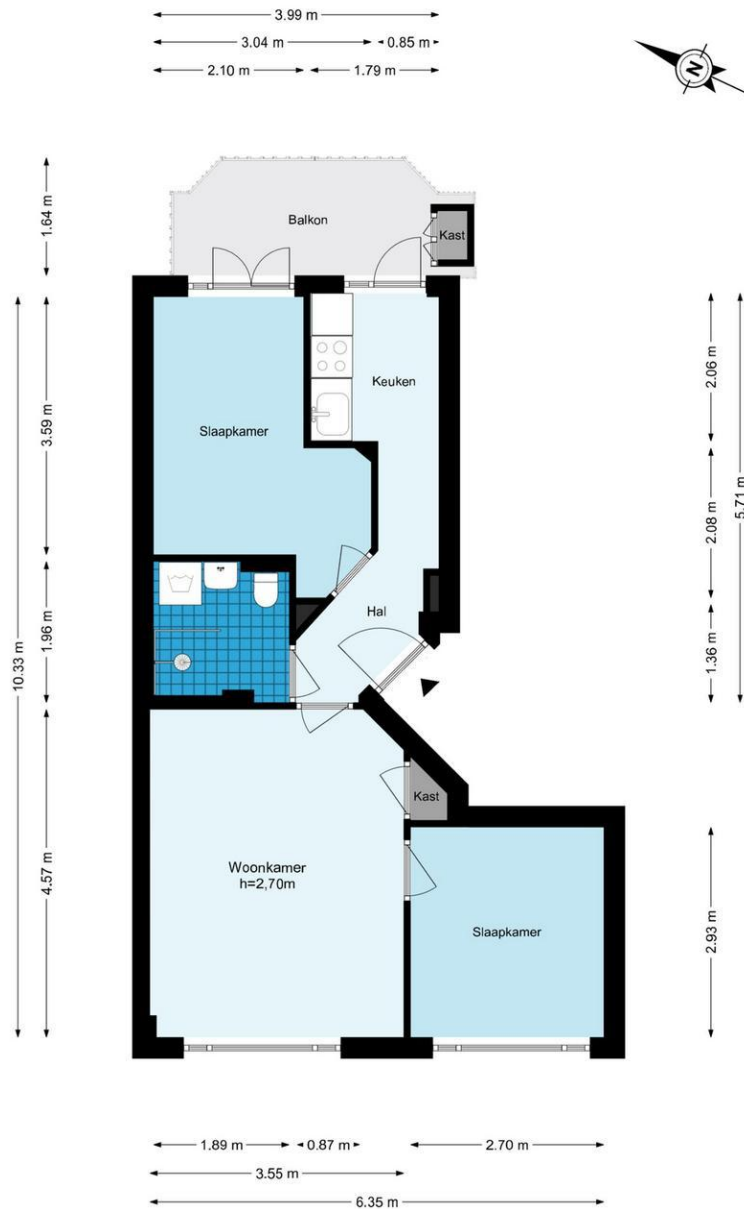 3.99 m
3.04 m
0.85 m
2.10 m
1.79 m
N
1.64 m
Balkon
Kast
10.33 m
3.59 m
Slaapkamer
Keuken
2.06 m
5.71 m
2.08 m
1.96 m
Hal
1.36 m
4.57 m
Kast
Woonkamer
h=2,70m
Slaapkamer
2.93 m
1.89 m
0.87 m
2.70 m
3.55 m
6.35 m